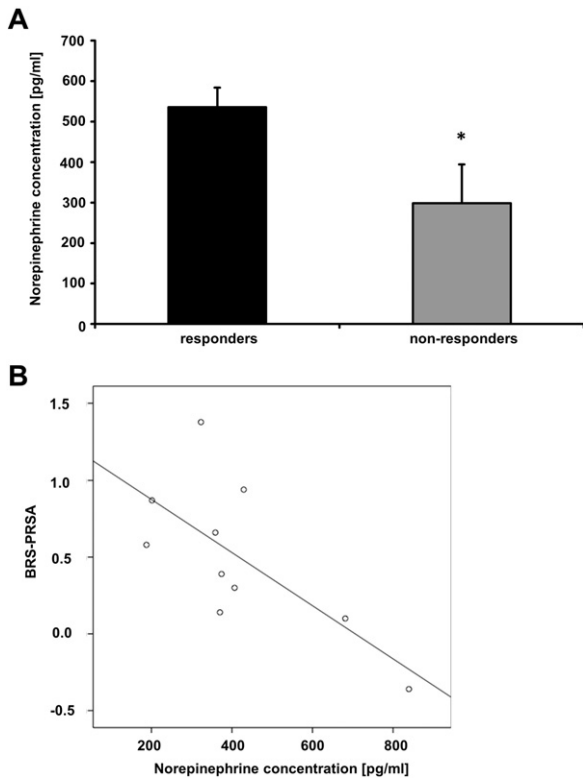 A
Norepinephrine concentration [pg/ml]
700
600
500
400
300
200
100
0
*
responders non-responders
B
BRS-PRSA
1.5
1.0
0.5
0.0
-0.5
200 400 600 800
Norepinephrine concentration [pg/ml]